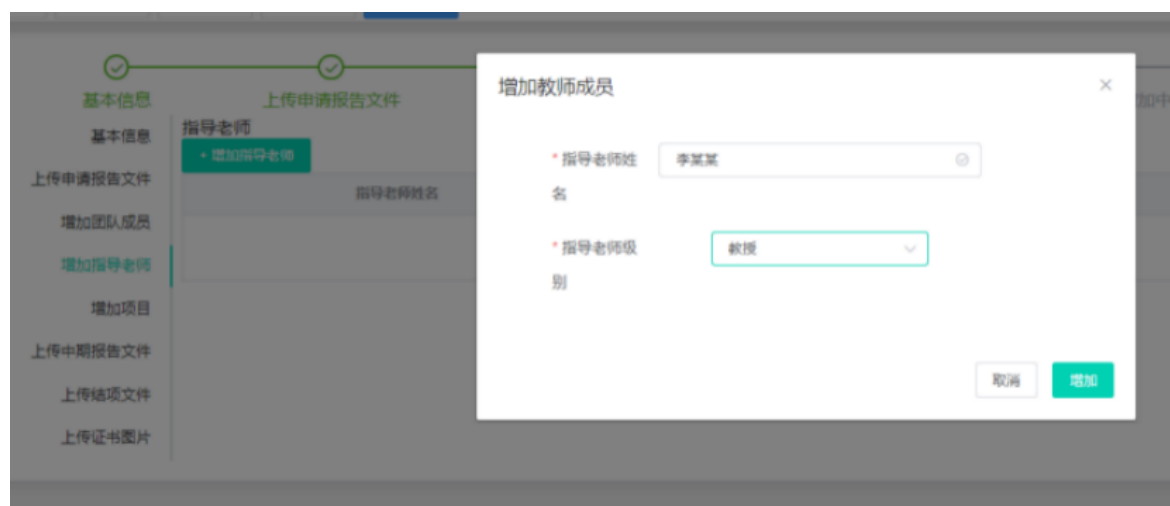 基本信息
上传申请报告文件
增加教师成员
基本信息
上传申请报告文件
增加团队成员
增加指导老师
增加项目
上传中期报告文件
上传结项文件
上传证书图片
指导老师
+ 增加指导老师
指导老师姓名
* 指导老师姓
名
李某某
* 指导老师级
别
教授
取消
增加